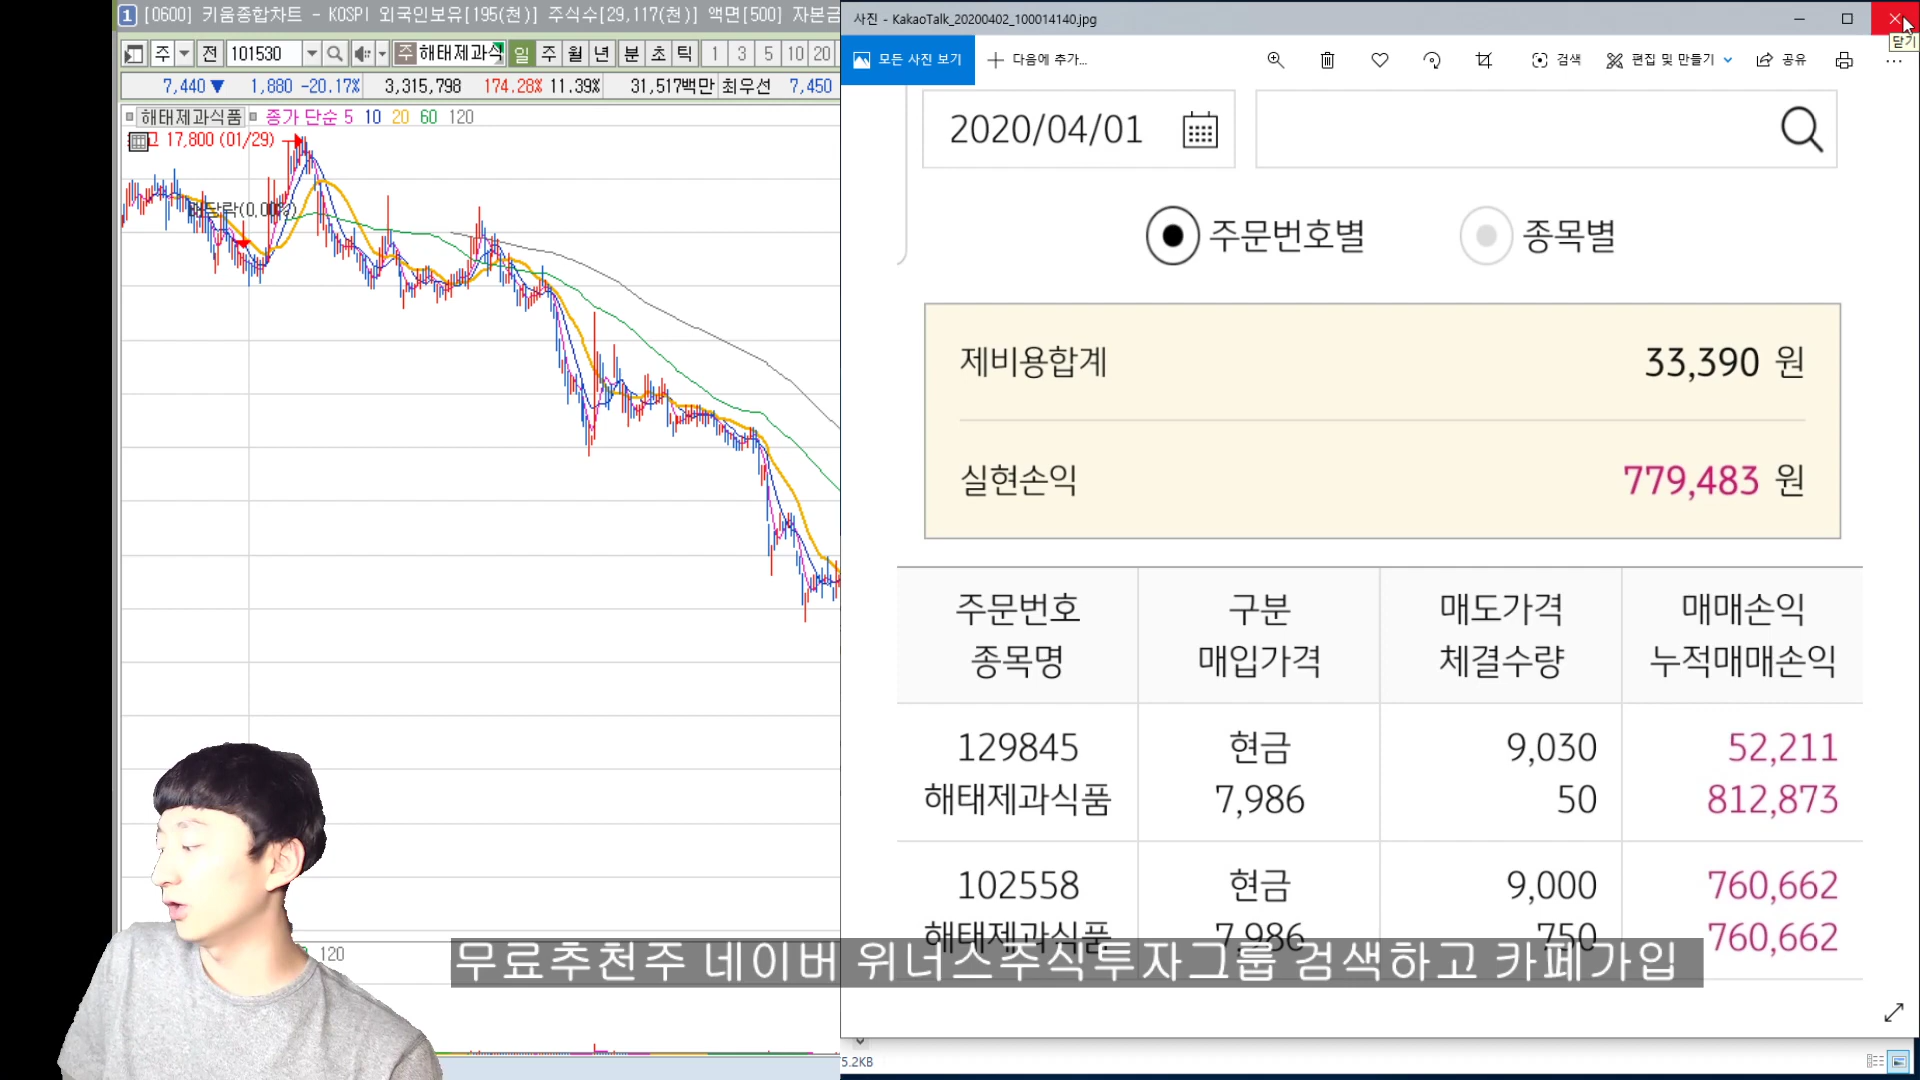 [0600] 키움종합차트 - KOSPI 외국인보유[195(천)] 주식수[29,117(천)] 액면[500] 자본금
주 전 101530 주 해태제과식 일 주 월 년 분 초 틱 1 3 5 10 20
7,440 ▼ 1,880 -20.17% 3,315,798 174.28% 11.39% 31,517백만 최우선 7,450
해태제과식품 종가 단순 5 10 20 60 120
17,800 (01/29)
120
사진 - KakaoTalk_20200402_100014140.jpg
닫기
모든 사진 보기 다음에 추가... 검색 편집 및 만들기 공유
2020/04/01
주문번호별 종목별
제비용합계 33,390 원
실현손익 779,483 원
주문번호 구분 매도가격 매매손익
종목명 매입가격 체결수량 누적매매손익
129845 현금 9,030 52,211
해태제과식품 7,986 50 812,873
102558 현금 9,000 760,662
해태제과식품 7,986 750 760,662
무료추천주 네이버 위너스주식투자그룹 검색하고 카페가입
5.2KB